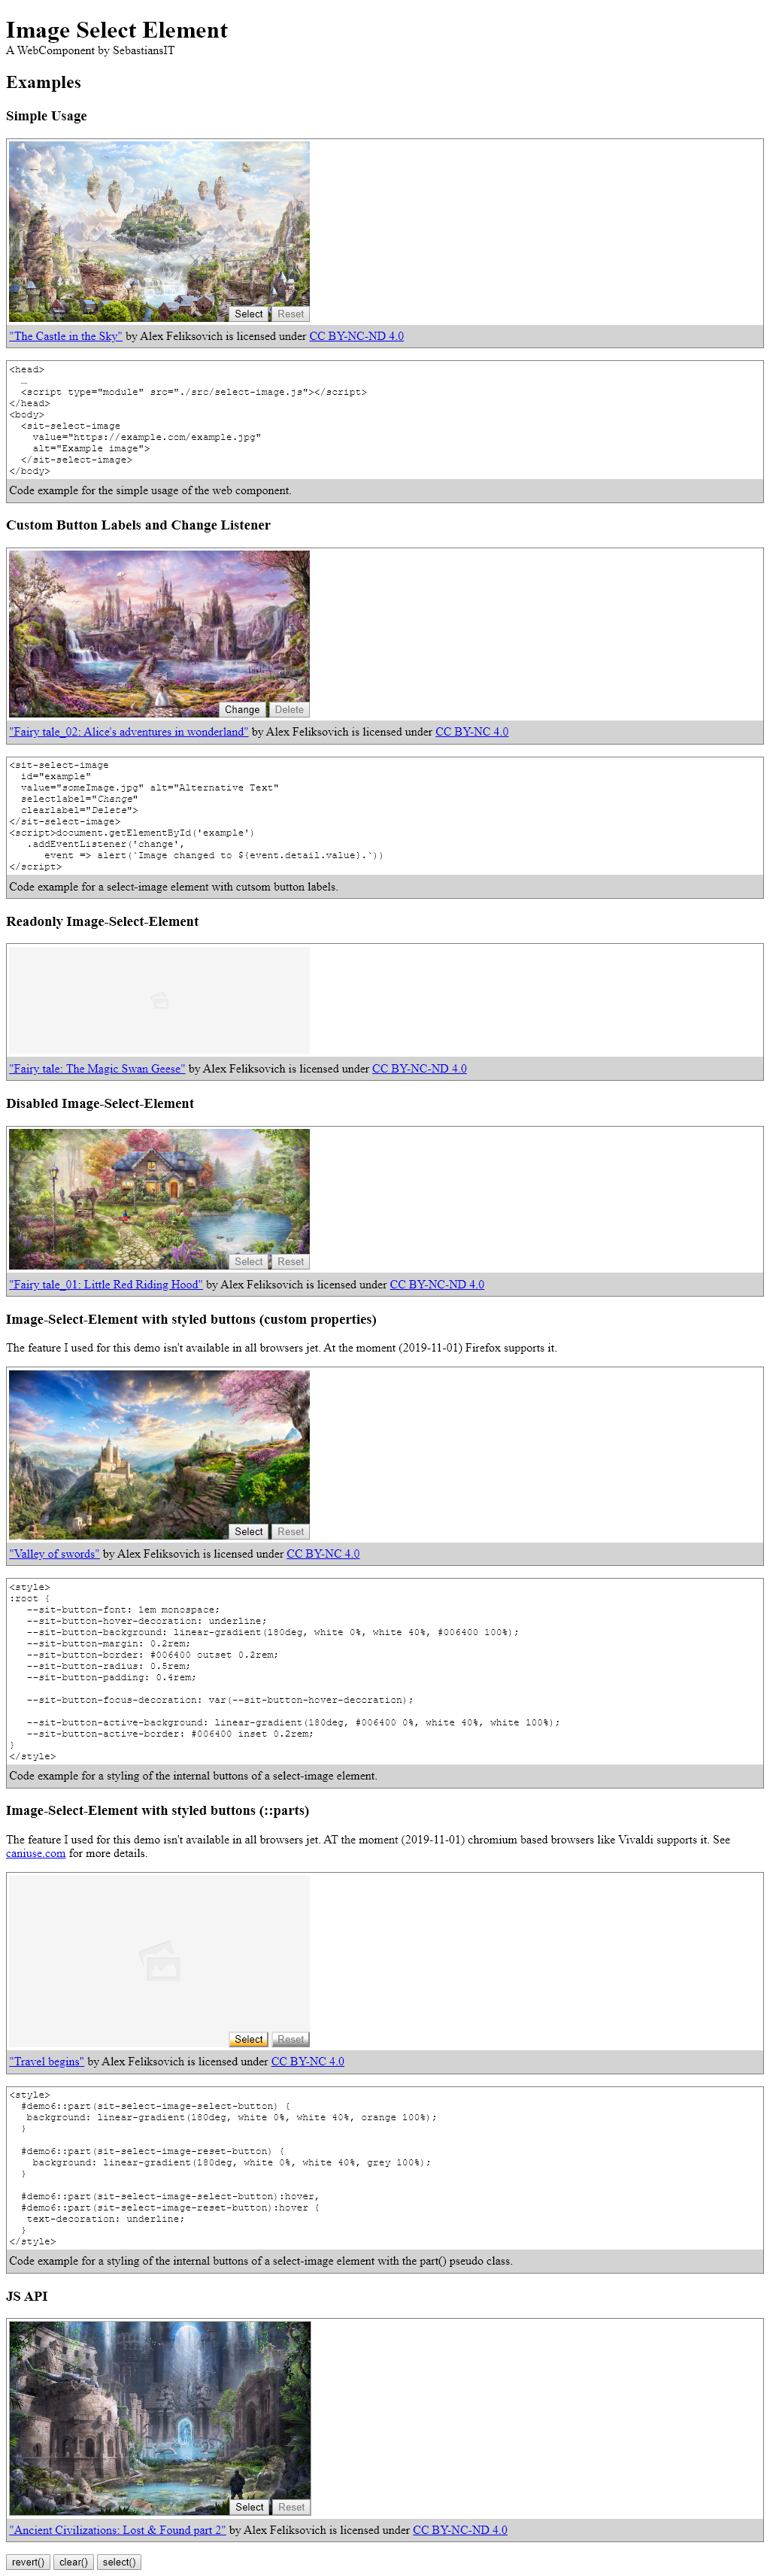 Image Select Element
A WebComponent by SebastiansIT
Examples
Simple Usage
Select Reset
"The Castle in the Sky" by Alex Feliksovich is licensed under CC BY-NC-ND 4.0
<head>
  …
  <script type="module" src="./src/select-image.js"></script>
</head>
<body>
  <sit-select-image
    value="https://example.com/example.jpg"
    alt="Example image">
  </sit-select-image>
</body>
Code example for the simple usage of the web component.
Custom Button Labels and Change Listener
Change Delete
"Fairy tale_02: Alice's adventures in wonderland" by Alex Feliksovich is licensed under CC BY-NC 4.0
<sit-select-image
  id="example"
  value="someImage.jpg" alt="Alternative Text"
  selectlabel="Change"
  clearlabel="Delete">
</sit-select-image>
<script>document.getElementById('example')
   .addEventListener('change',
      event => alert(`Image changed to ${event.detail.value}.`))
</script>
Code example for a select-image element with cutsom button labels.
Readonly Image-Select-Element
"Fairy tale: The Magic Swan Geese" by Alex Feliksovich is licensed under CC BY-NC-ND 4.0
Disabled Image-Select-Element
Select Reset
"Fairy tale_01: Little Red Riding Hood" by Alex Feliksovich is licensed under CC BY-NC-ND 4.0
Image-Select-Element with styled buttons (custom properties)
The feature I used for this demo isn't available in all browsers jet. At the moment (2019-11-01) Firefox supports it.
Select Reset
"Valley of swords" by Alex Feliksovich is licensed under CC BY-NC 4.0
<style>
:root {
   --sit-button-font: 1em monospace;
   --sit-button-hover-decoration: underline;
   --sit-button-background: linear-gradient(180deg, white 0%, white 40%, #006400 100%);
   --sit-button-margin: 0.2rem;
   --sit-button-border: #006400 outset 0.2rem;
   --sit-button-radius: 0.5rem;
   --sit-button-padding: 0.4rem;
   --sit-button-focus-decoration: var(--sit-button-hover-decoration);
   --sit-button-active-background: linear-gradient(180deg, #006400 0%, white 40%, white 100%);
   --sit-button-active-border: #006400 inset 0.2rem;
}
</style>
Code example for a styling of the internal buttons of a select-image element.
Image-Select-Element with styled buttons (::parts)
The feature I used for this demo isn't available in all browsers jet. AT the moment (2019-11-01) chromium based browsers like Vivaldi supports it. See
caniuse.com for more details.
Select Reset
"Travel begins" by Alex Feliksovich is licensed under CC BY-NC 4.0
<style>
  #demo6::part(sit-select-image-select-button) {
   background: linear-gradient(180deg, white 0%, white 40%, orange 100%);
  }
  #demo6::part(sit-select-image-reset-button) {
    background: linear-gradient(180deg, white 0%, white 40%, grey 100%);
  }
  #demo6::part(sit-select-image-select-button):hover,
  #demo6::part(sit-select-image-reset-button):hover {
   text-decoration: underline;
  }
</style>
Code example for a styling of the internal buttons of a select-image element with the part() pseudo class.
JS API
Select Reset
"Ancient Civilizations: Lost & Found part 2" by Alex Feliksovich is licensed under CC BY-NC-ND 4.0
revert() clear() select()